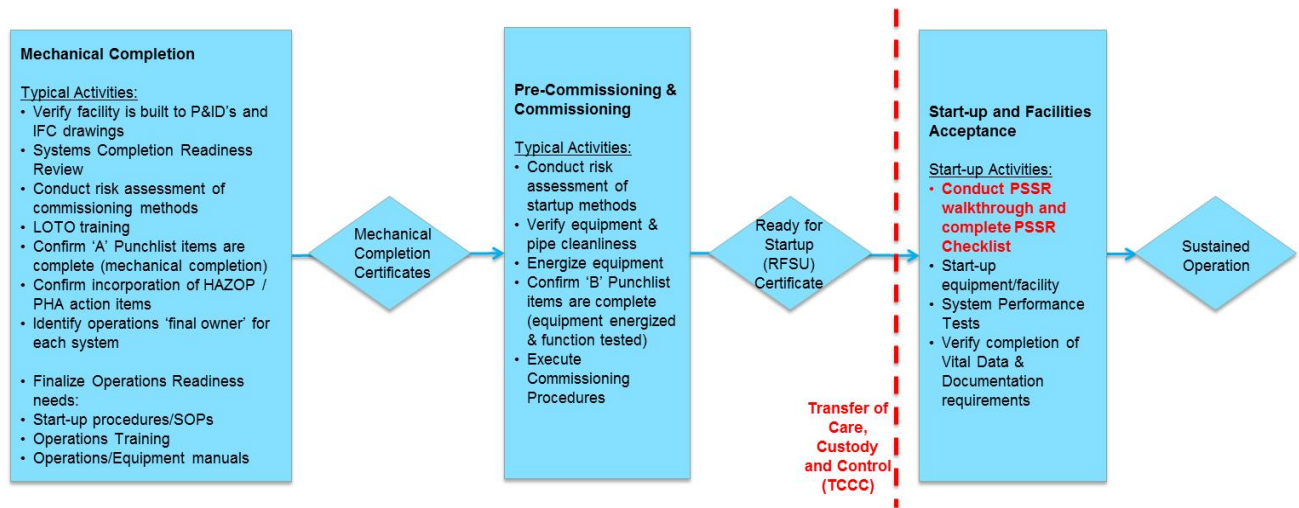 Mechanical Completion
Typical Activities:
• Verify facility is built to P&ID's and
IFC drawings
• Systems Completion Readiness
Review
• Conduct risk assessment of
commissioning methods
• LOTO training
• Confirm 'A' Punchlist items are
complete (mechanical completion)
• Confirm incorporation of HAZOP /
PHA action items
• Identify operations 'final owner' for
each system
• Finalize Operations Readiness
needs:
• Start-up procedures/SOPs
• Operations Training
• Operations/Equipment manuals
Mechanical
Completion
Certificates
Pre-Commissioning &
Commissioning
Typical Activities:
• Conduct risk
assessment of
startup methods
• Verify equipment &
pipe cleanliness
• Energize equipment
• Confirm 'B' Punchlist
items are complete
(equipment energized
& function tested)
• Execute
Commissioning
Procedures
Ready for
Startup
(RFSU)
Certificate
Transfer of
Care,
Custody
and Control
(TCCC)
Start-up and Facilities
Acceptance
Start-up Activities:
• Conduct PSSR
walkthrough and
complete PSSR
Checklist
• Start-up
equipment/facility
• System Performance
Tests
• Verify completion of
Vital Data &
Documentation
requirements
Sustained
Operation